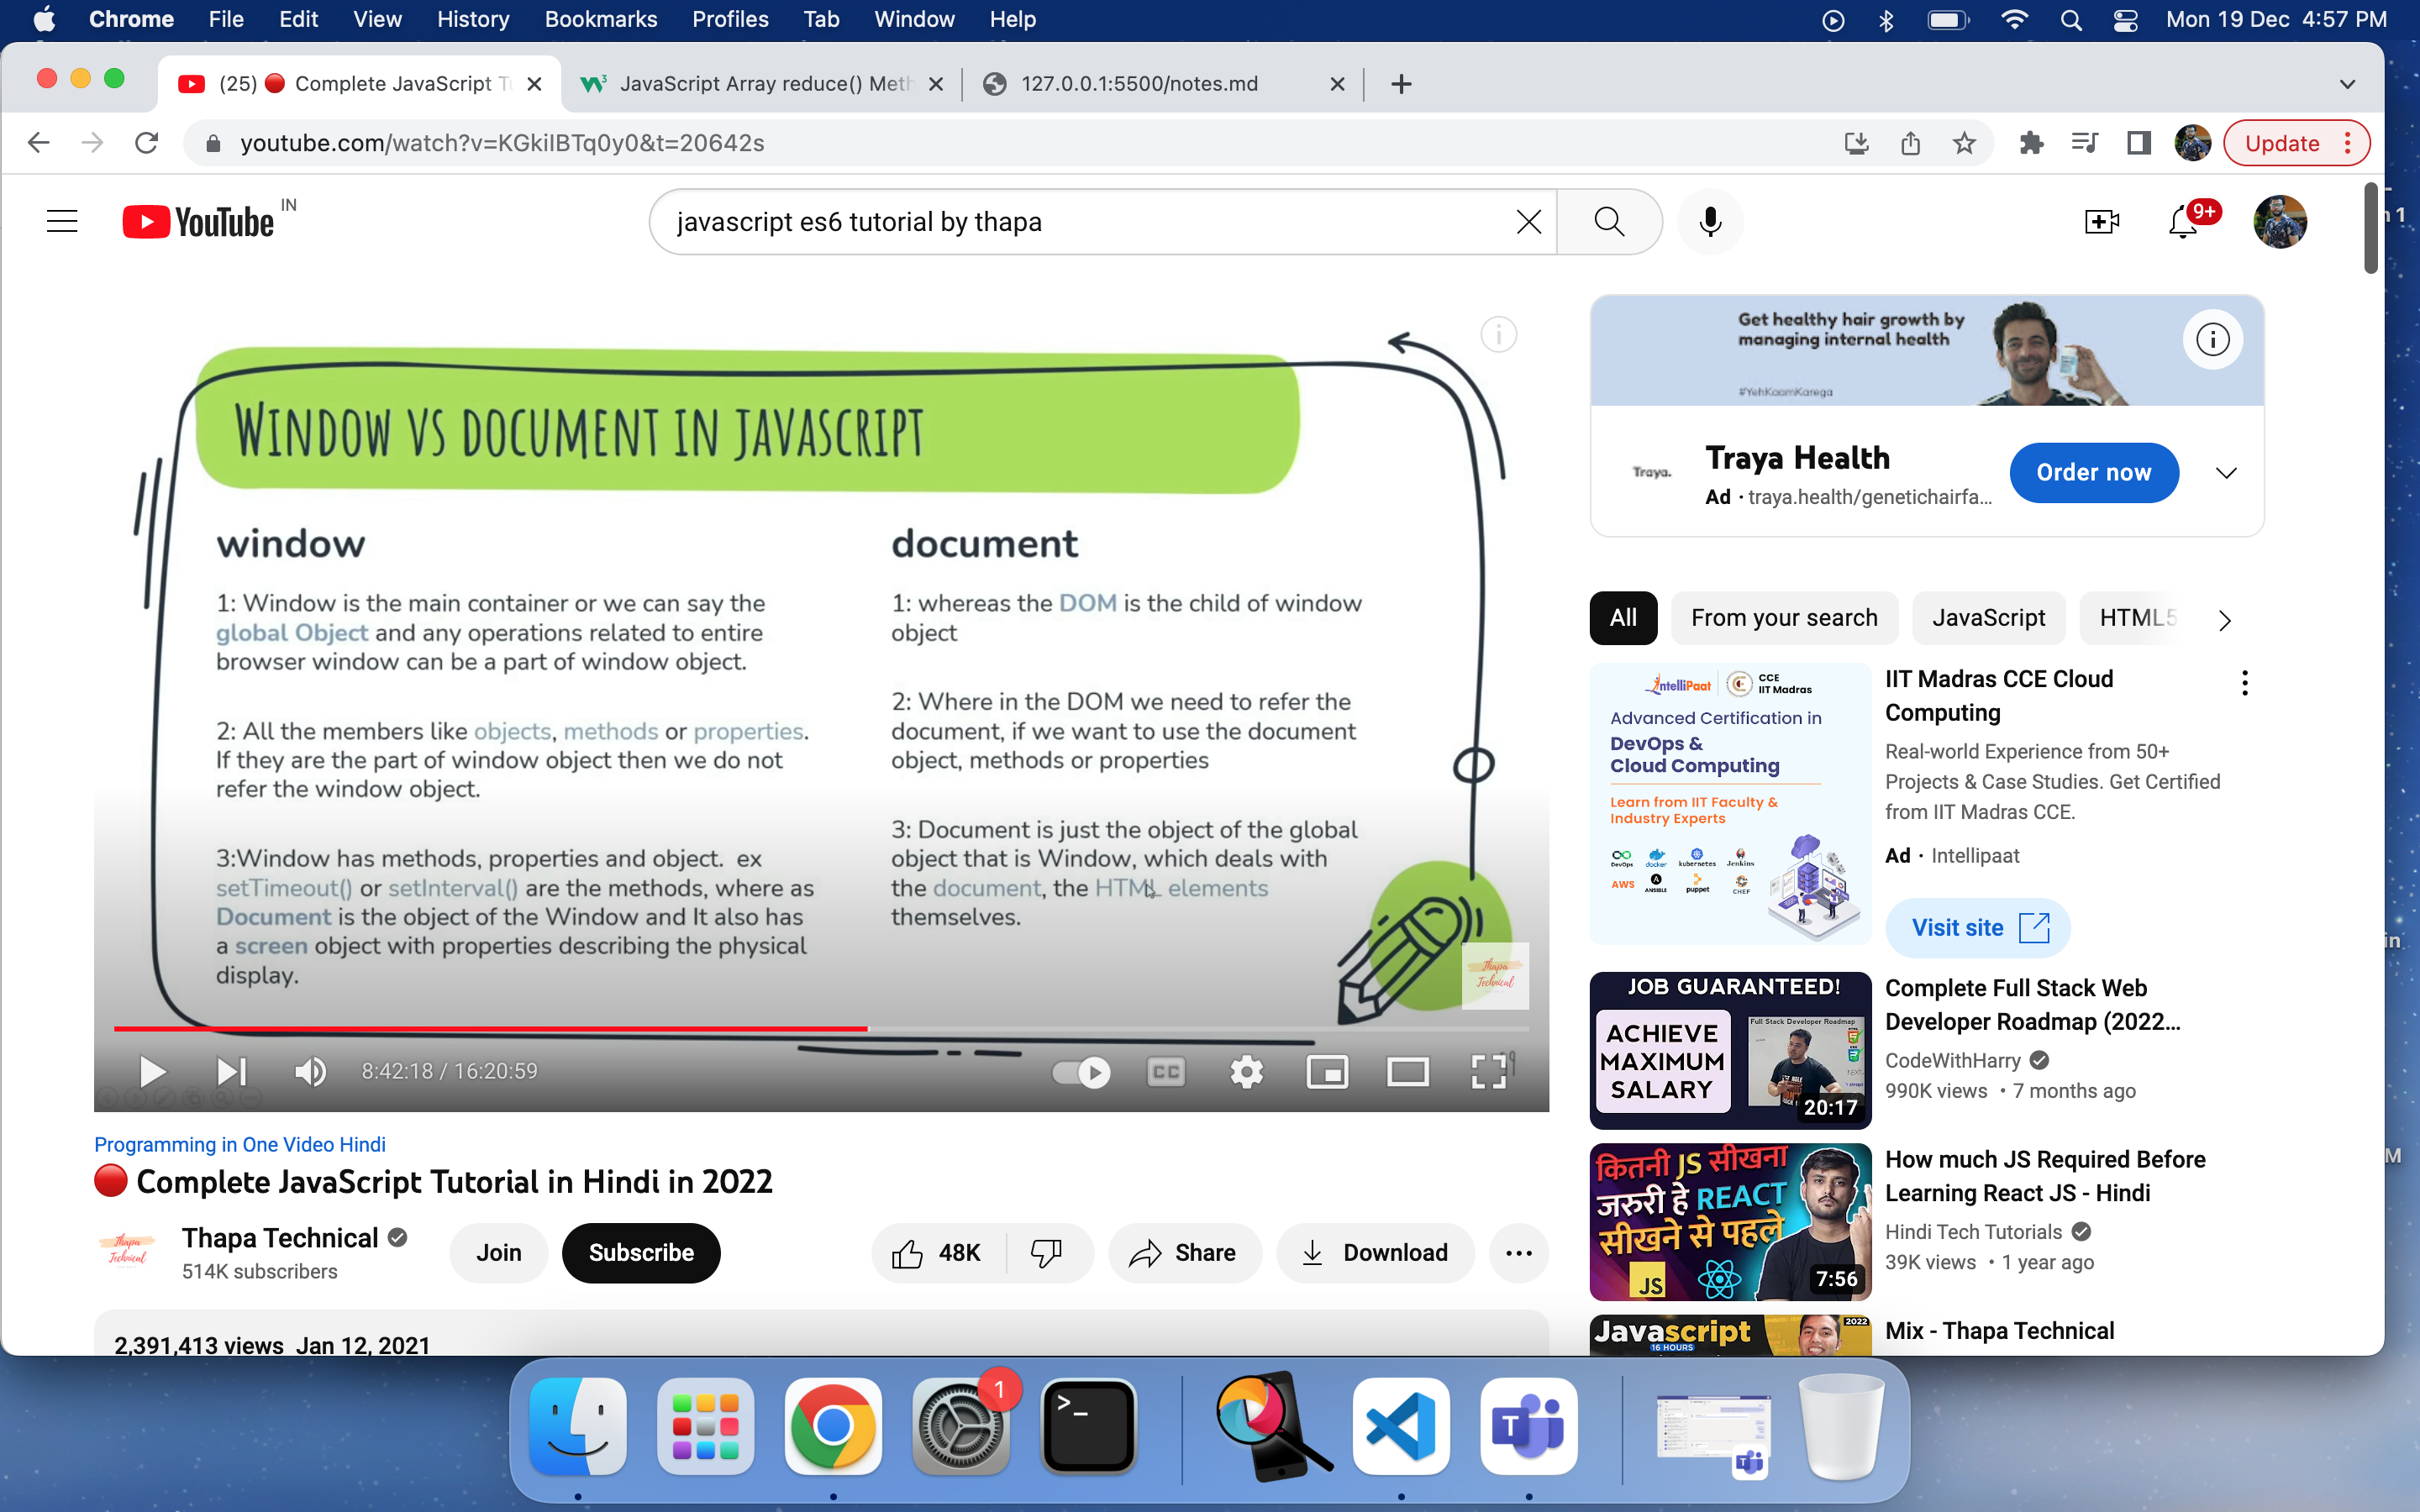 Chrome File Edit View History Bookmarks Profiles Tab Window Help Mon 19 Dec 4:57 PM
(25) 🔴 Complete JavaScript T JavaScript Array reduce() Meth 127.0.0.1:5500/notes.md
youtube.com/watch?v=KGkiIBTq0y0&t=20642s Update
YouTube IN javascript es6 tutorial by thapa 9+
WINDOW VS DOCUMENT IN JAVASCRIPT
window
1: Window is the main container or we can say the
global Object and any operations related to entire
browser window can be a part of window object.
2: All the members like objects, methods or properties.
If they are the part of window object then we do not
refer the window object.
3:Window has methods, properties and object. ex
setTimeout() or setInterval() are the methods, where as
Document is the object of the Window and It also has
a screen object with properties describing the physical
display.
document
1: whereas the DOM is the child of window
object
2: Where in the DOM we need to refer the
document, if we want to use the document
object, methods or properties
3: Document is just the object of the global
object that is Window, which deals with
the document, the HTML elements
themselves.
Thapa
Technical
8:42:18 / 16:20:59
CC
Programming in One Video Hindi
🔴 Complete JavaScript Tutorial in Hindi in 2022
Thapa
Technical
Thapa Technical
514K subscribers
Join Subscribe 48K Share Download
2,391,413 views Jan 12, 2021
Get healthy hair growth by
managing internal health
#YehKaamKarega
Traya.
Traya Health
Ad · traya.health/genetichairfa...
Order now
All From your search JavaScript HTML5
IntelliPaat CCE
IIT Madras
Advanced Certification in
DevOps &
Cloud Computing
Learn from IIT Faculty &
Industry Experts
DevOps docker kubernetes Jenkins
AWS ANSIBLE puppet CHEF
IIT Madras CCE Cloud
Computing
Real-world Experience from 50+
Projects & Case Studies. Get Certified
from IIT Madras CCE.
Ad · Intellipaat
Visit site
JOB GUARANTEED!
ACHIEVE
MAXIMUM
SALARY
Full Stack Developer Roadmap
20:17
Complete Full Stack Web
Developer Roadmap (2022...
CodeWithHarry
990K views • 7 months ago
कितनी JS सीखना
जरुरी हे REACT
सीखने से पहले
JS
7:56
How much JS Required Before
Learning React JS - Hindi
Hindi Tech Tutorials
39K views • 1 year ago
Javascript
16 HOURS
2022
Mix - Thapa Technical
1
>_
T